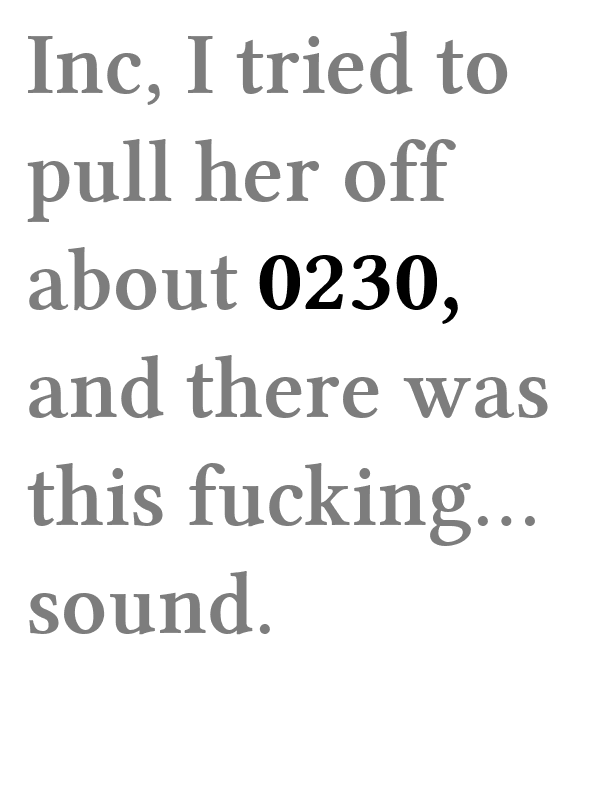 Inc, I tried to
pull her off
about 0230,
and there was
this fucking…
sound.